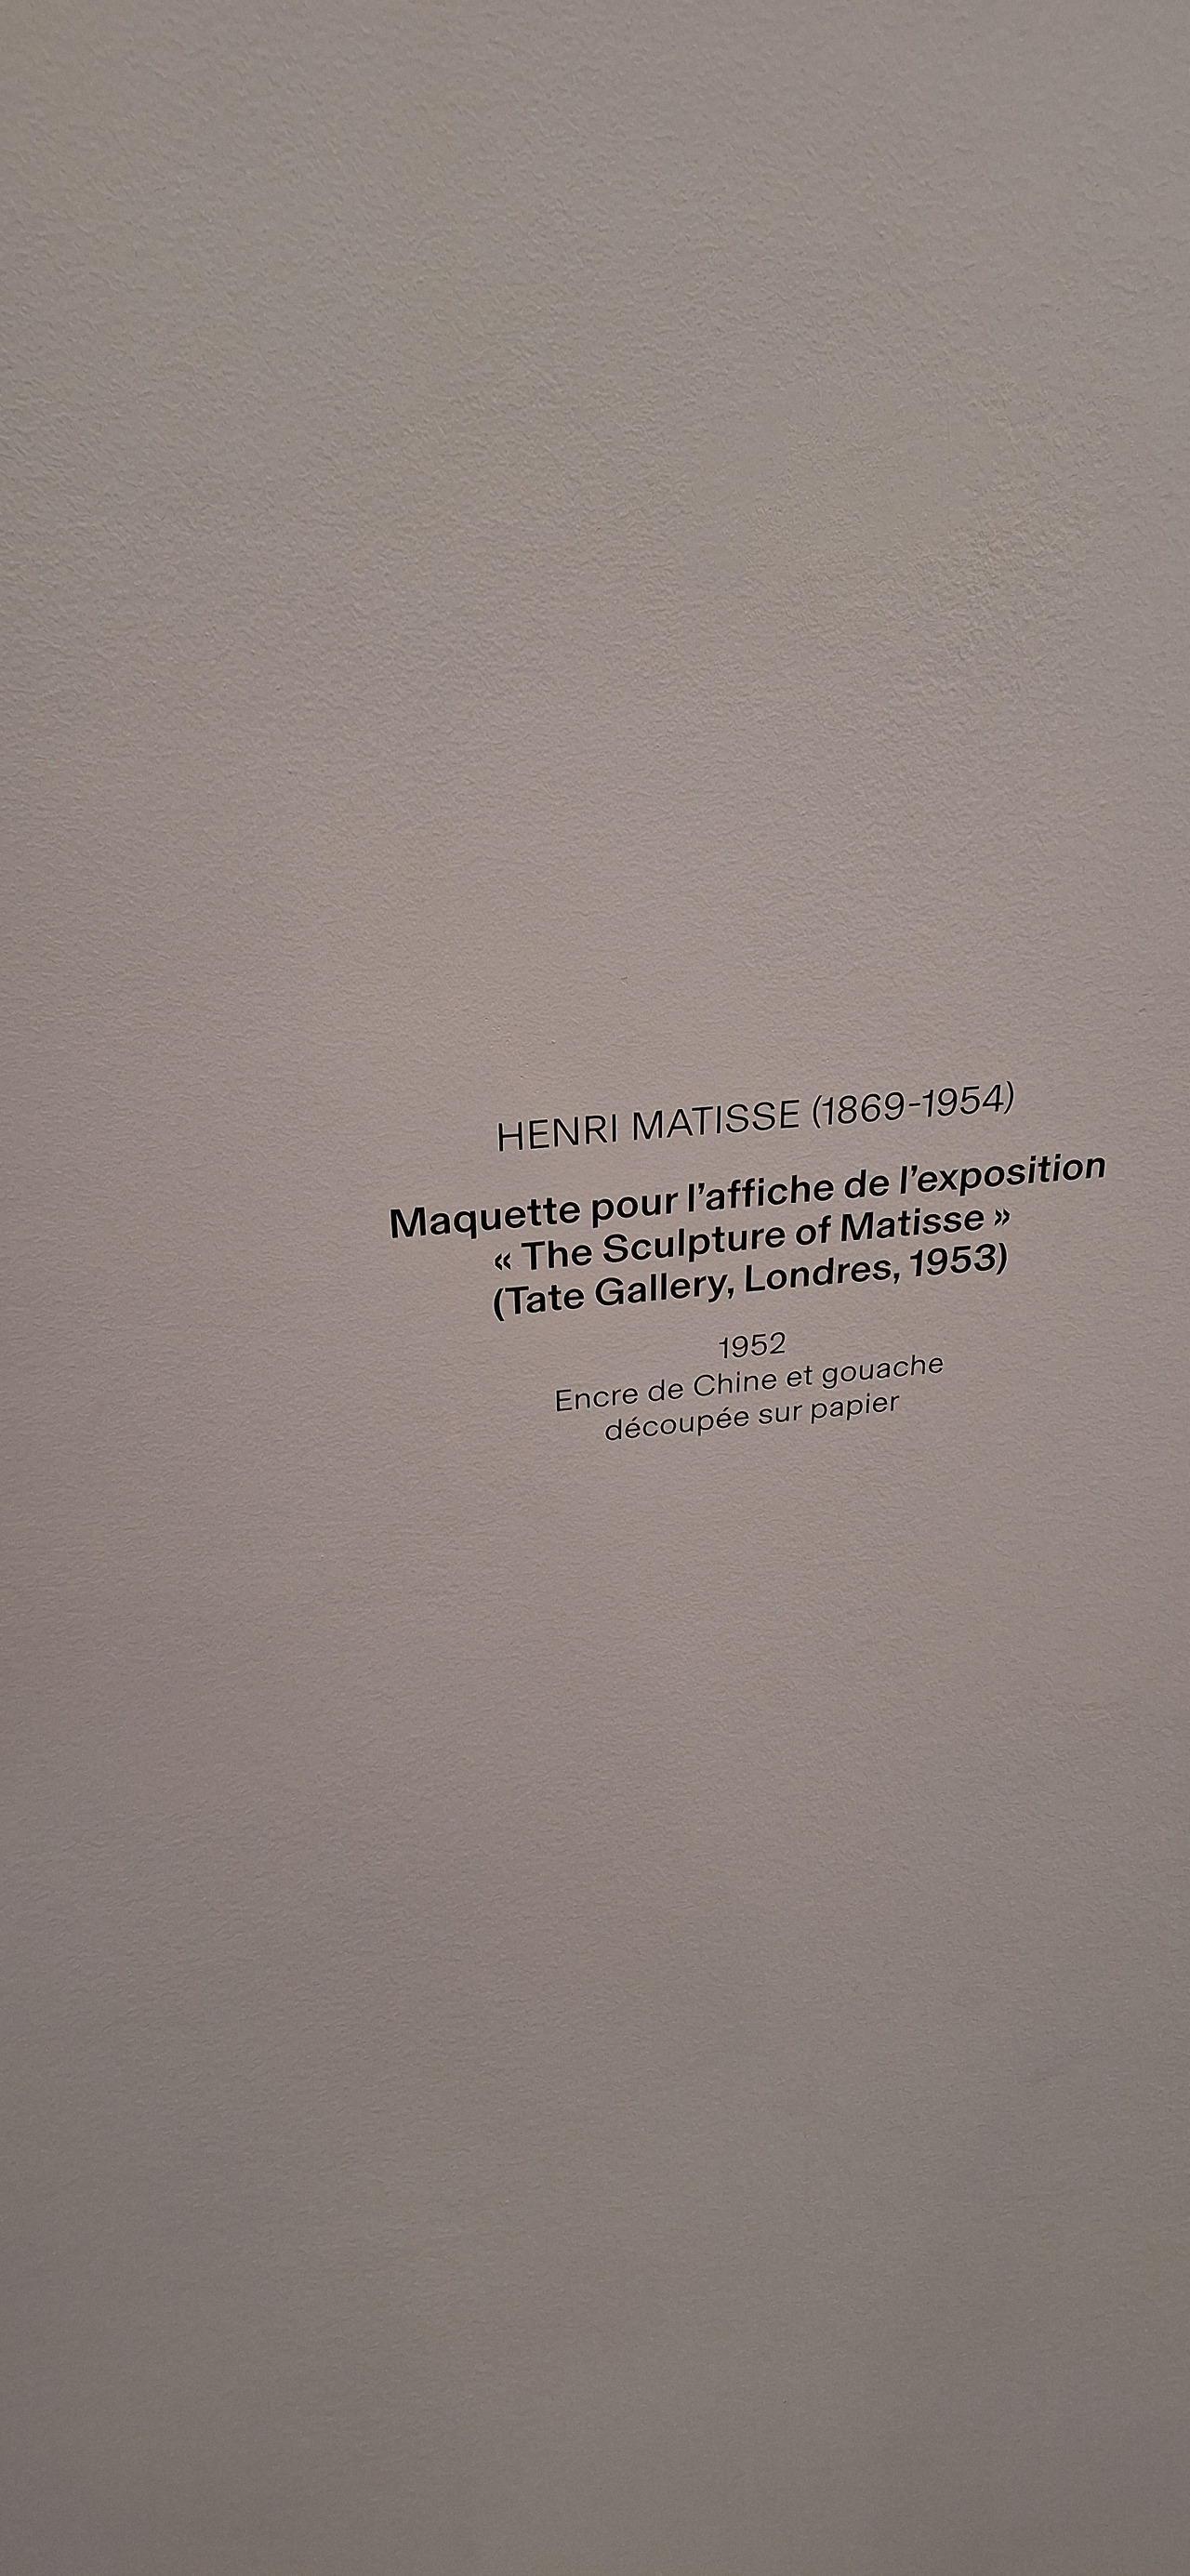 HENRI MATISSE (1869-1954)
Maquette pour l’affiche de l’exposition
« The Sculpture of Matisse »
(Tate Gallery, Londres, 1953)
1952
Encre de Chine et gouache
découpée sur papier